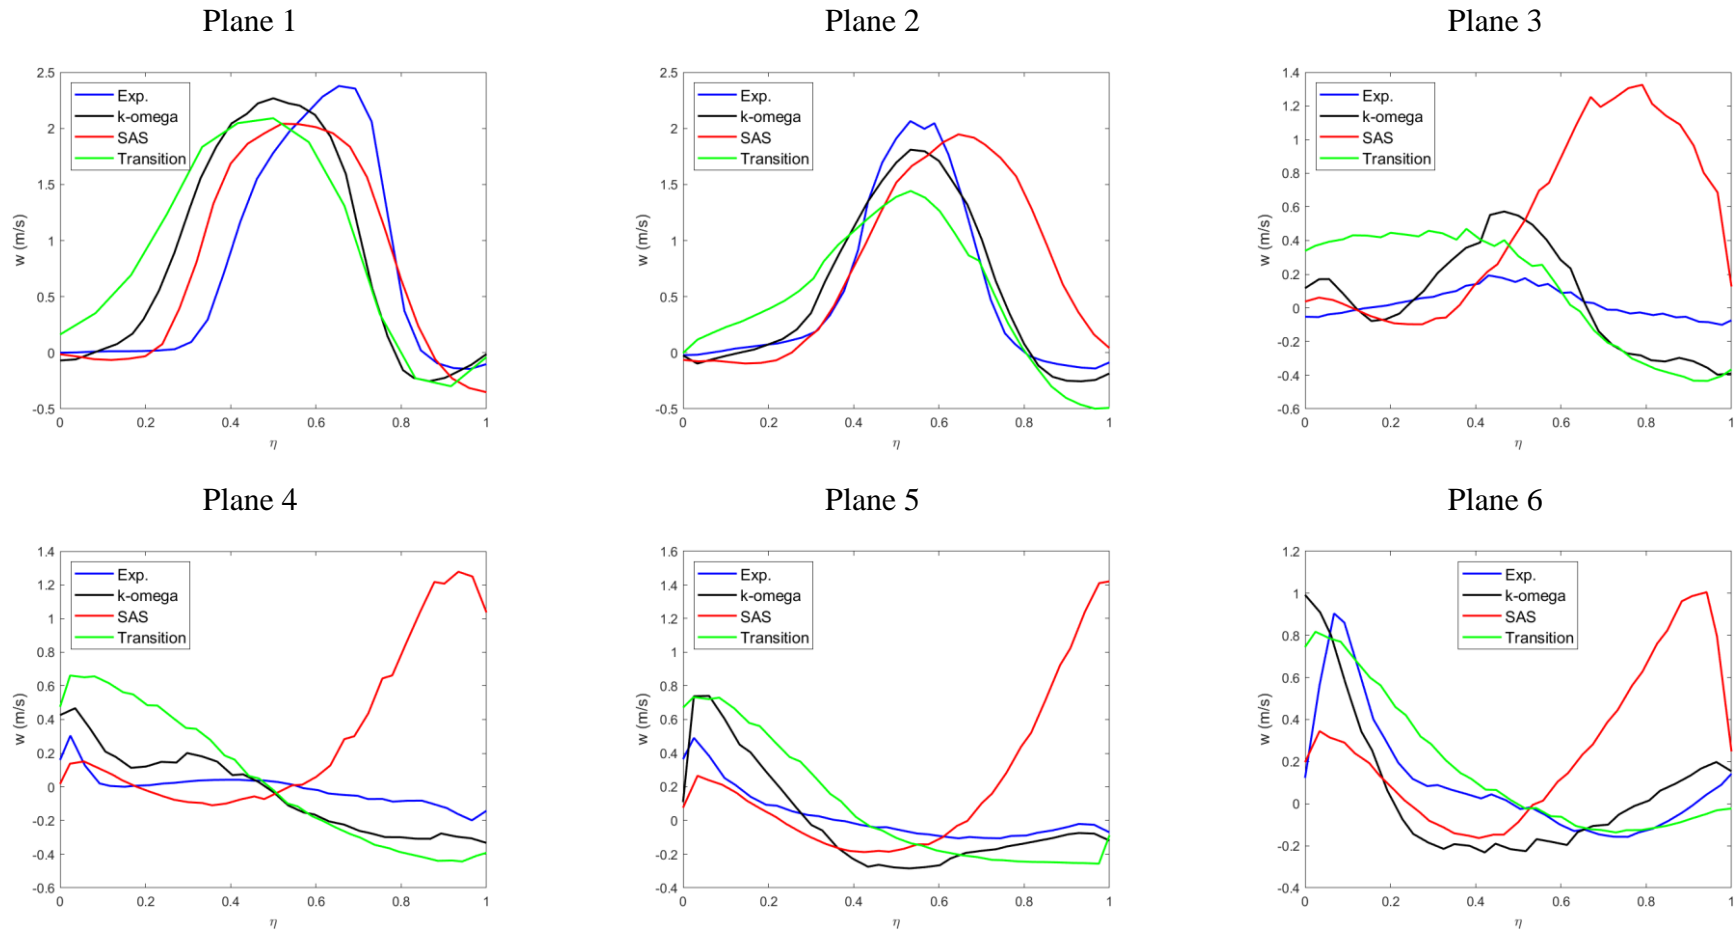 Plane 1
Plane 2
Plane 3
2.5
2
1.5
1
0.5
0
-0.5
w (m/s)
0 0.2 0.4 0.6 0.8 1
η
Exp.
k-omega
SAS
Transition
2.5
2
1.5
1
0.5
0
-0.5
w (m/s)
0 0.2 0.4 0.6 0.8 1
η
Exp.
k-omega
SAS
Transition
1.4
1.2
1
0.8
0.6
0.4
0.2
0
-0.2
-0.4
-0.6
w (m/s)
0 0.2 0.4 0.6 0.8 1
η
Exp.
k-omega
SAS
Transition
Plane 4
Plane 5
Plane 6
1.4
1.2
1
0.8
0.6
0.4
0.2
0
-0.2
-0.4
-0.6
w (m/s)
0 0.2 0.4 0.6 0.8 1
η
Exp.
k-omega
SAS
Transition
1.6
1.4
1.2
1
0.8
0.6
0.4
0.2
0
-0.2
-0.4
w (m/s)
0 0.2 0.4 0.6 0.8 1
η
Exp.
k-omega
SAS
Transition
1.2
1
0.8
0.6
0.4
0.2
0
-0.2
-0.4
w (m/s)
0 0.2 0.4 0.6 0.8 1
η
Exp.
k-omega
SAS
Transition